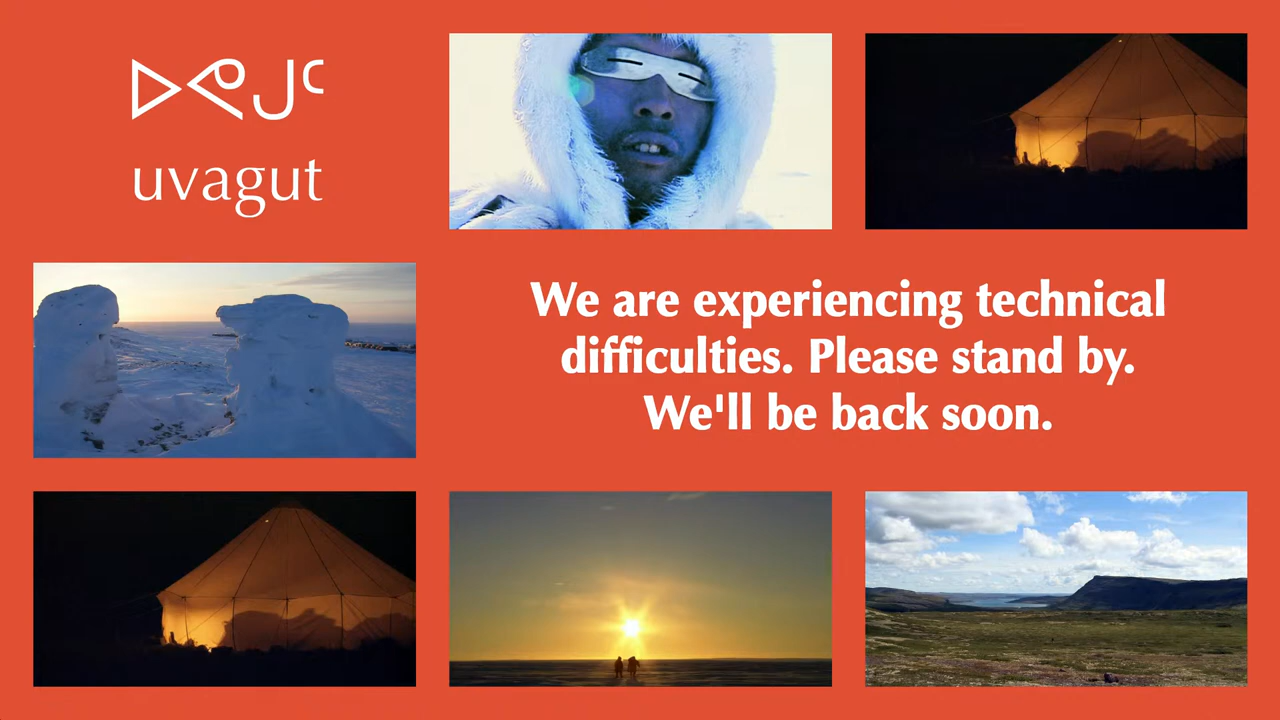 ᐅᕙᒍᑦ
uvagut
We are experiencing technical
difficulties. Please stand by.
We'll be back soon.